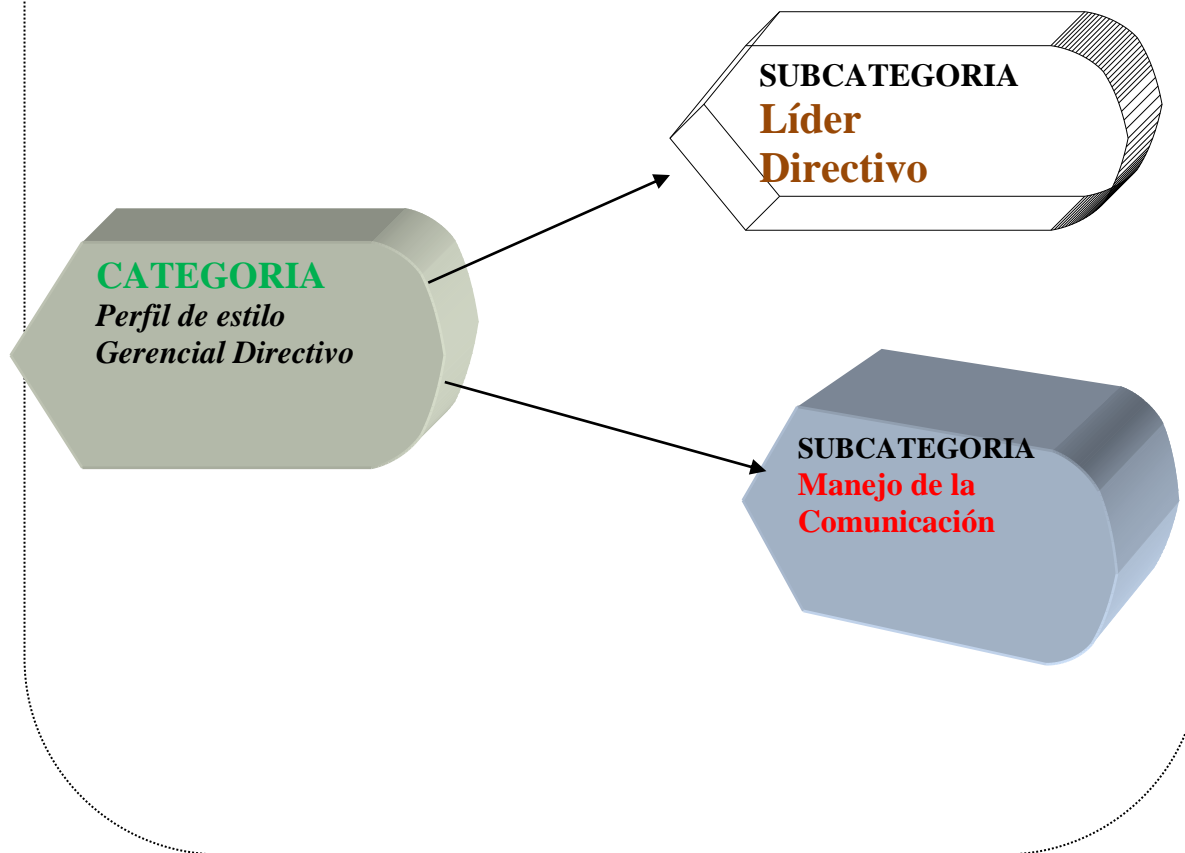 SUBCATEGORIA
Líder
Directivo
CATEGORIA
Perfil de estilo
Gerencial Directivo
SUBCATEGORIA
Manejo de la
Comunicación